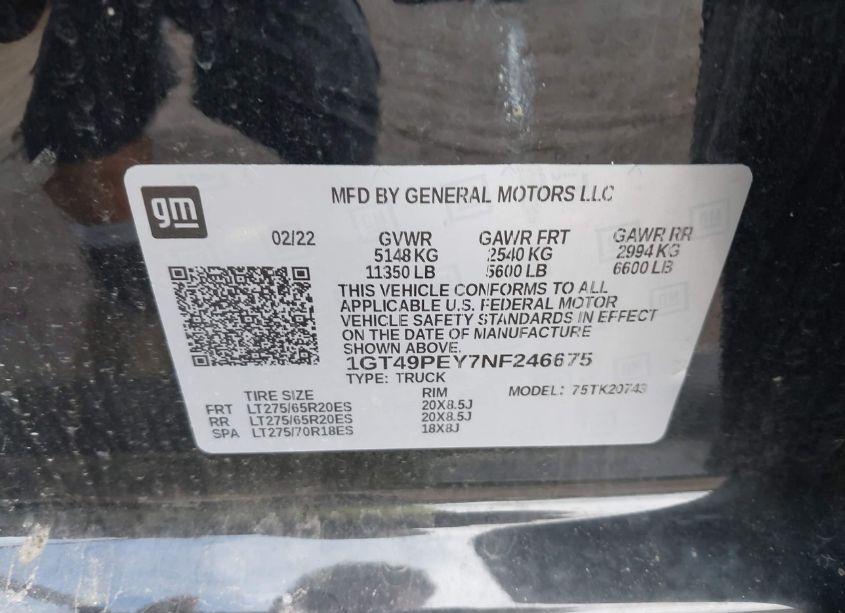 gm
MFD BY GENERAL MOTORS LLC
02/22 GVWR GAWR FRT GAWR RR
5148 KG 2540 KG 2994 KG
11350 LB 5600 LB 6600 LB
THIS VEHICLE CONFORMS TO ALL
APPLICABLE U.S. FEDERAL MOTOR
VEHICLE SAFETY STANDARDS IN EFFECT
ON THE DATE OF MANUFACTURE
SHOWN ABOVE.
1GT49PEY7NF246675
TYPE: TRUCK MODEL: 75TK20743
TIRE SIZE RIM
FRT LT275/65R20ES 20X8.5J
RR LT275/65R20ES 20X8.5J
SPA LT275/70R18ES 18X8J